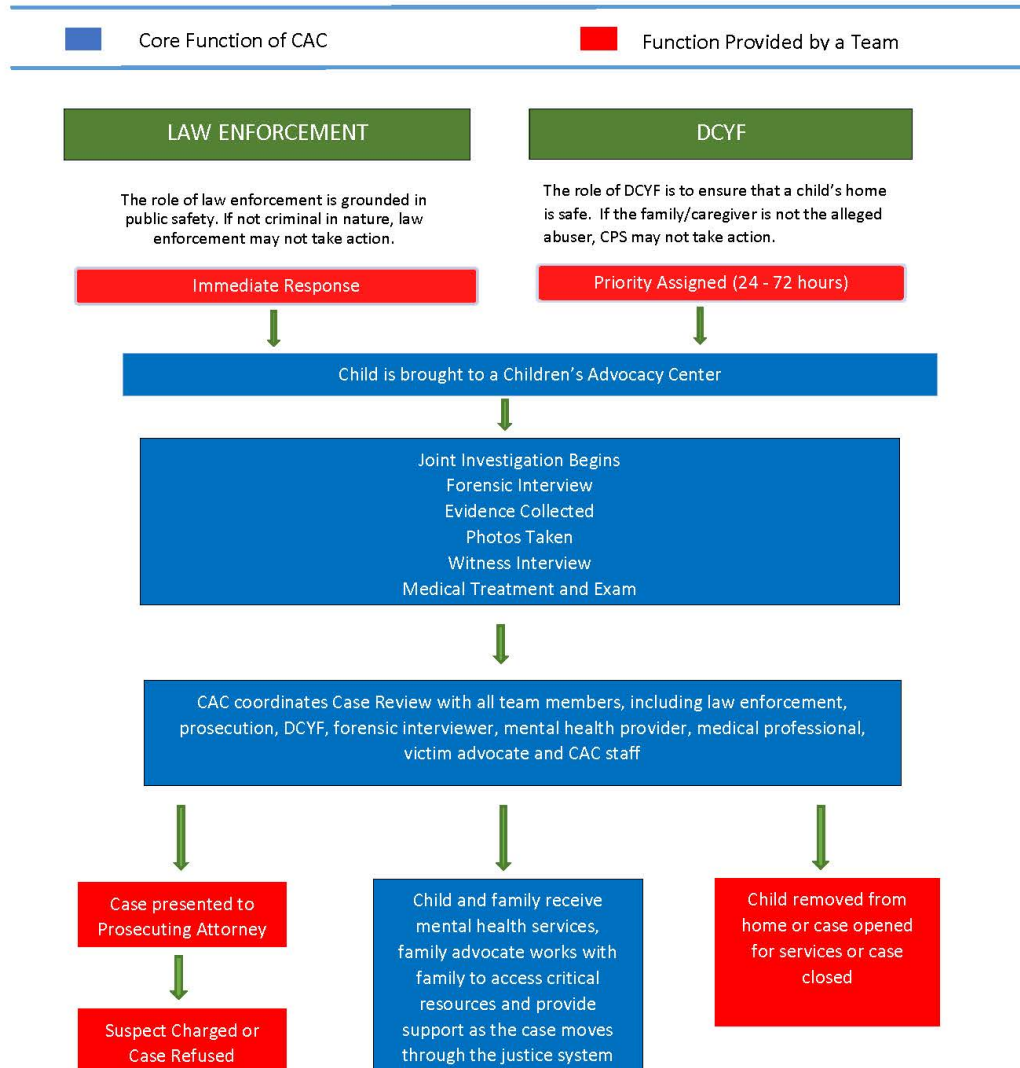 Core Function of CAC
Function Provided by a Team
LAW ENFORCEMENT
The role of law enforcement is grounded in
public safety. If not criminal in nature, law
enforcement may not take action.
Immediate Response
DCYF
The role of DCYF is to ensure that a child's home
is safe.  If the family/caregiver is not the alleged
abuser, CPS may not take action.
Priority Assigned (24 - 72 hours)
Child is brought to a Children's Advocacy Center
Joint Investigation Begins
Forensic Interview
Evidence Collected
Photos Taken
Witness Interview
Medical Treatment and Exam
CAC coordinates Case Review with all team members, including law enforcement,
prosecution, DCYF, forensic interviewer, mental health provider, medical professional,
victim advocate and CAC staff
Case presented to
Prosecuting Attorney
Suspect Charged or
Case Refused
Child and family receive
mental health services,
family advocate works with
family to access critical
resources and provide
support as the case moves
through the justice system
Child removed from
home or case opened
for services or case
closed